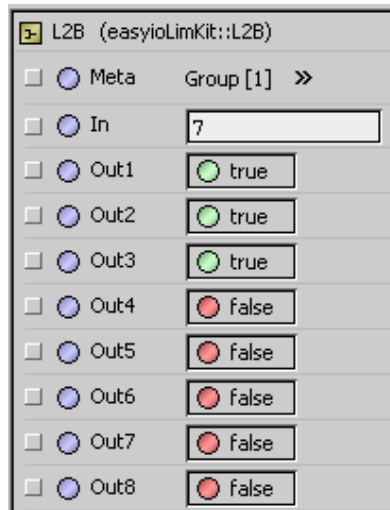 L2B (easyioLimKit::L2B)
Meta Group [1] »
In 7
Out1 true
Out2 true
Out3 true
Out4 false
Out5 false
Out6 false
Out7 false
Out8 false